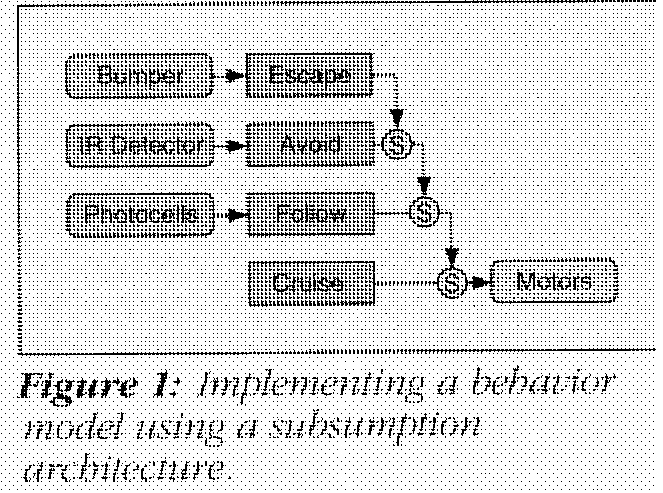 Bumper Escape
IR Detector Avoid S
Photocells Follow S
Cruise S Motors
Figure 1: Implementing a behavior
model using a subsumption
architecture.